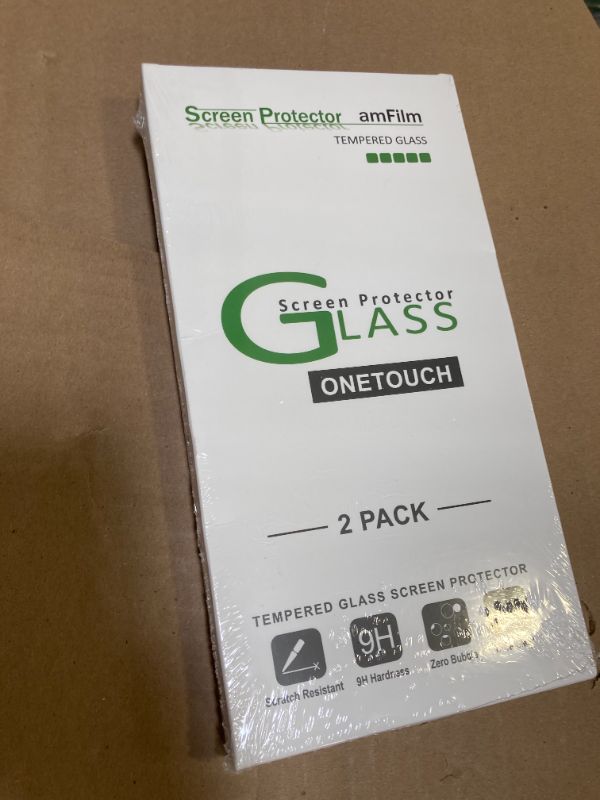 Screen Protector amFilm
TEMPERED GLASS
Screen Protector
GLASS
ONETOUCH
2 PACK
TEMPERED GLASS SCREEN PROTECTOR
9H
Scratch Resistant 9H Hardness Zero Bubble